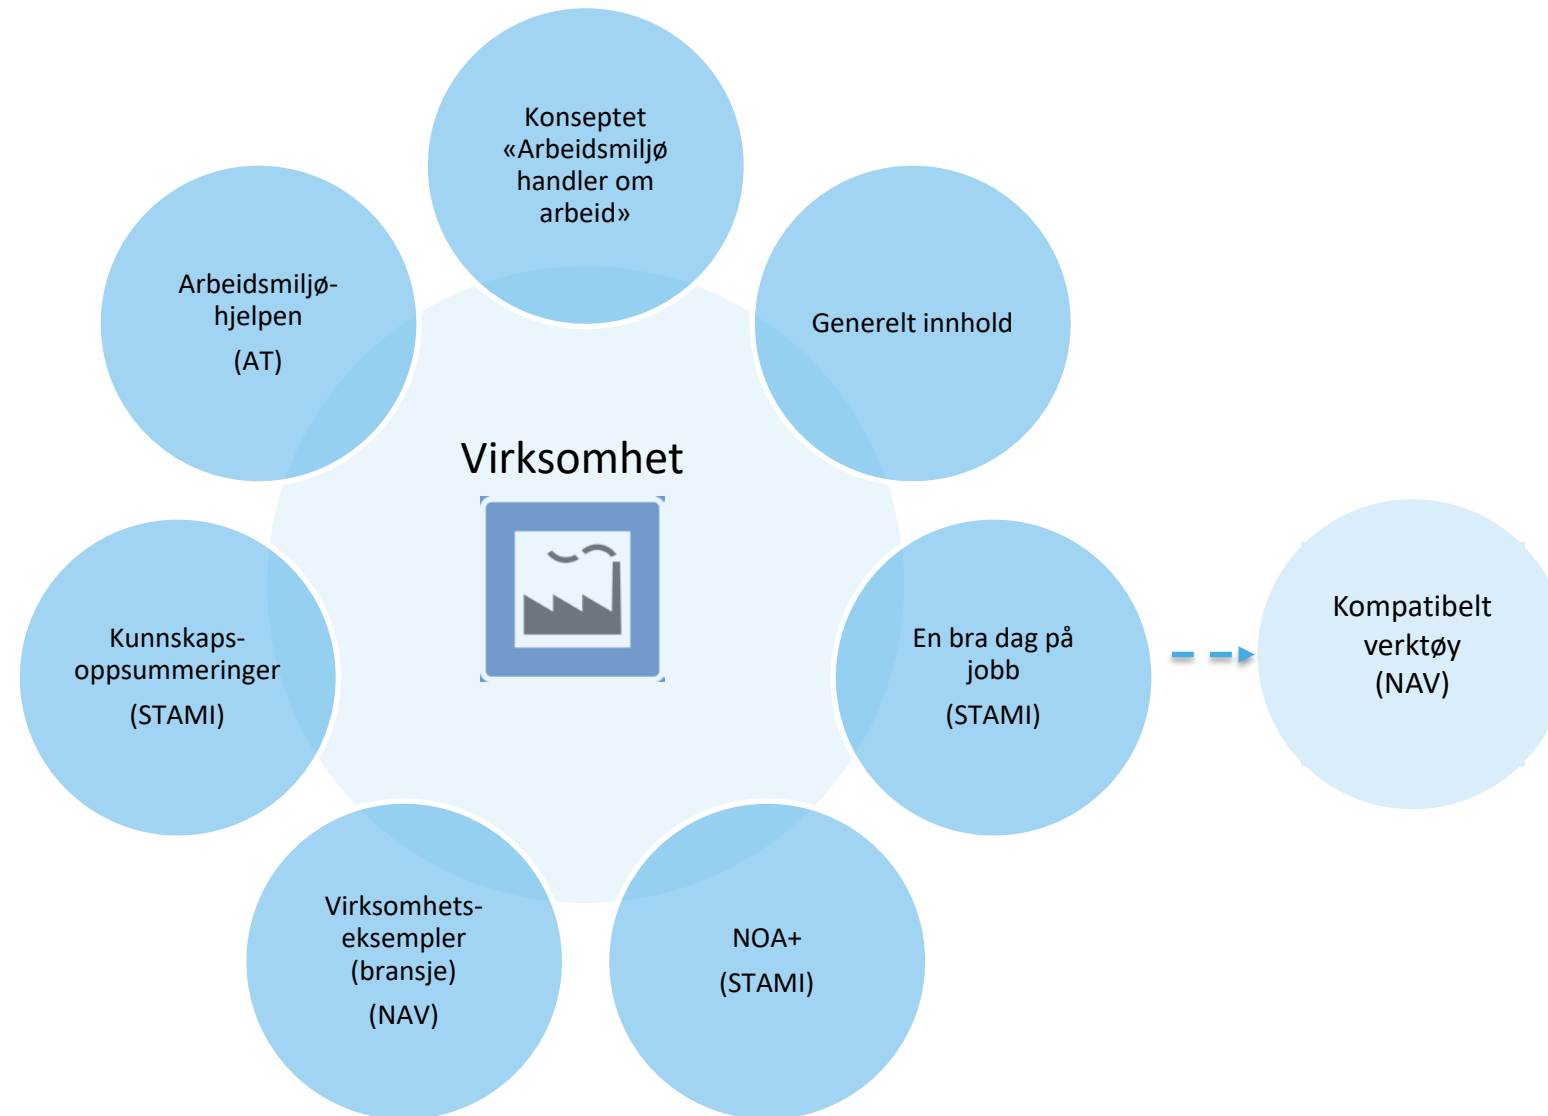 Konseptet
«Arbeidsmiljø
handler om
arbeid»
Arbeidsmiljø-
hjelpen
(AT)
Generelt innhold
Virksomhet
Kunnskaps-
oppsummeringer
(STAMI)
En bra dag på
jobb
(STAMI)
Kompatibelt
verktøy
(NAV)
Virksomhets-
eksempler
(bransje)
(NAV)
NOA+
(STAMI)